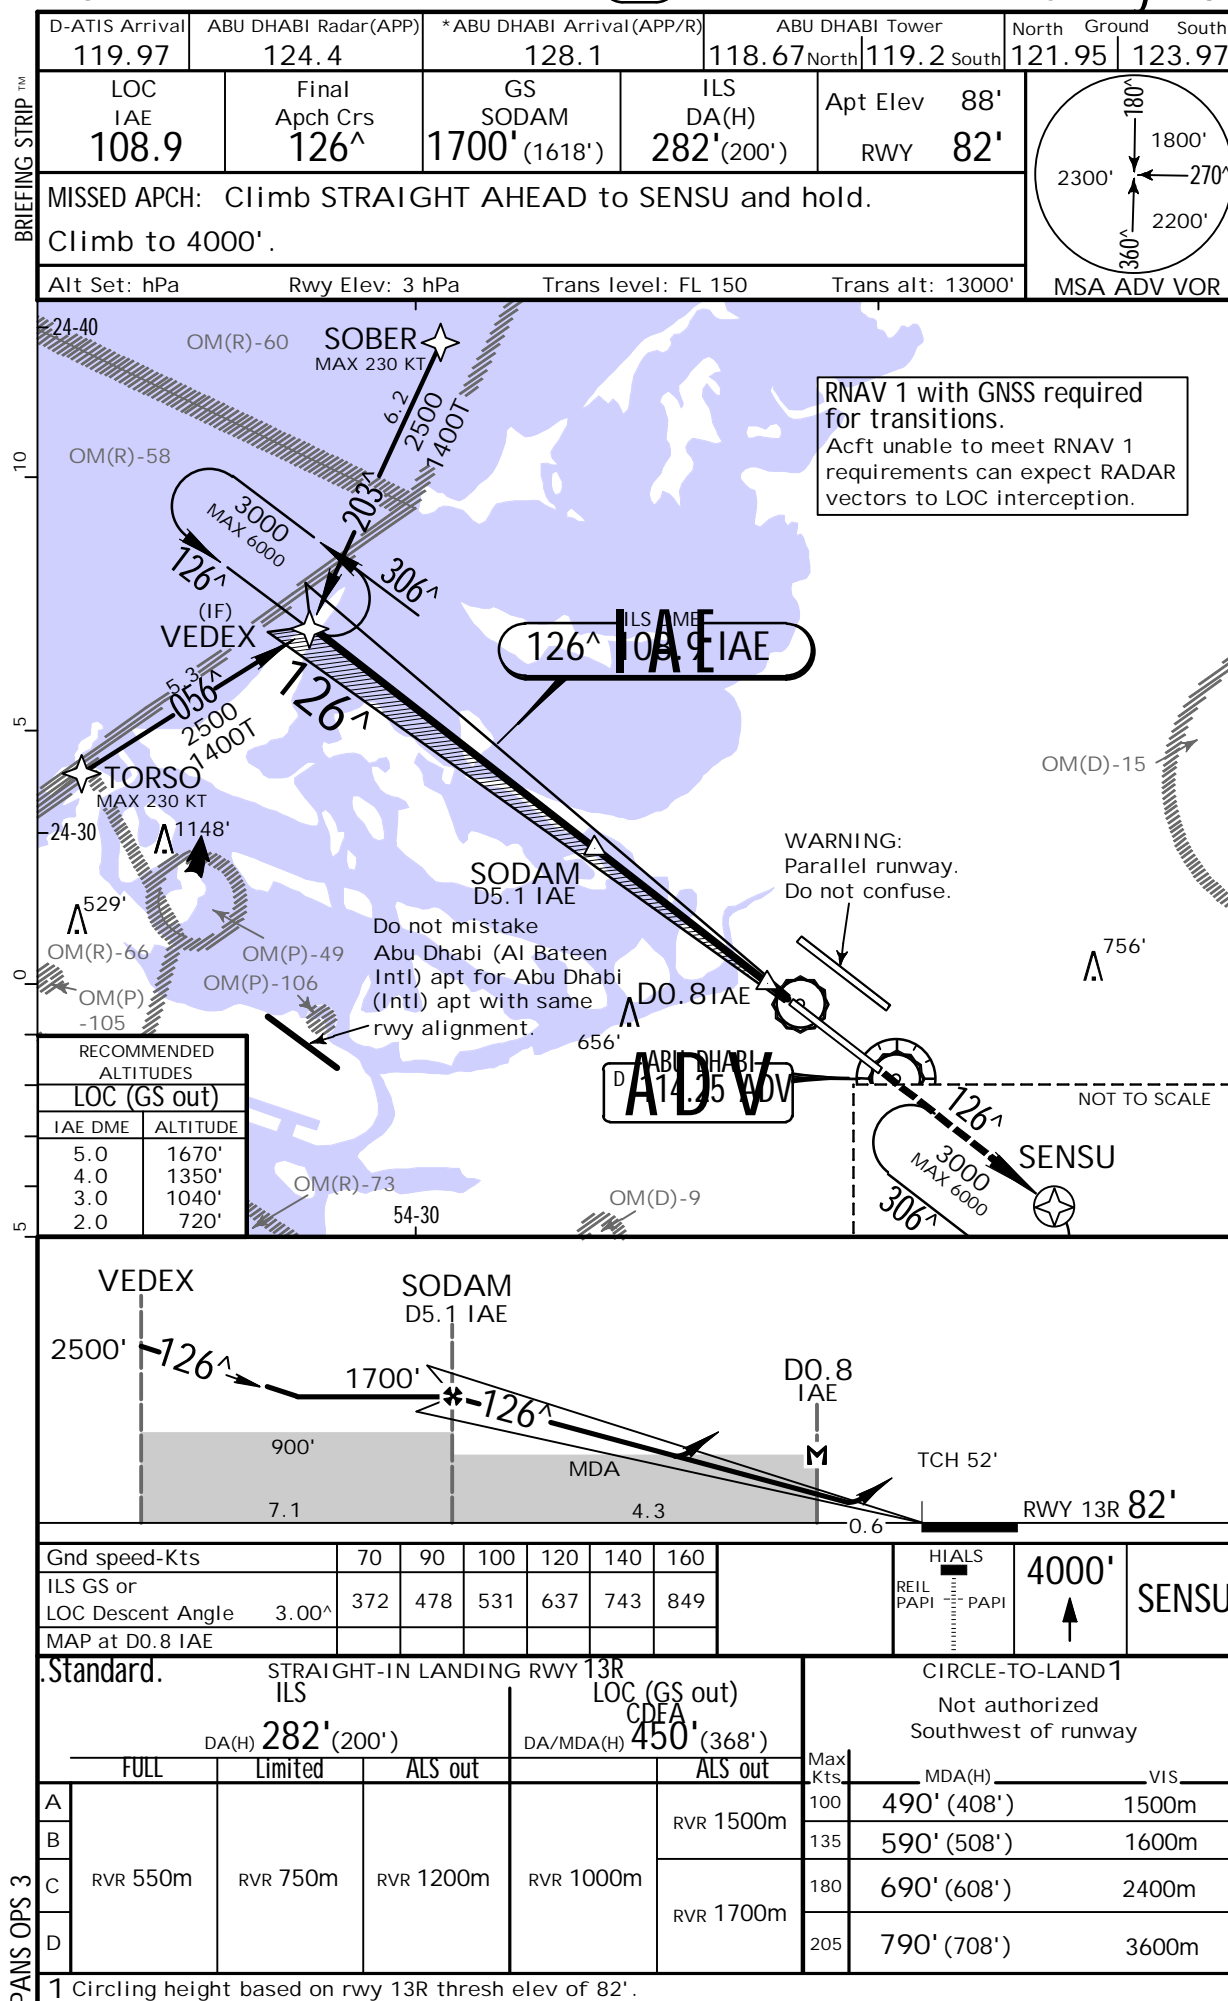 D-ATIS Arrival ABU DHABI Radar(APP) *ABU DHABI Arrival(APP/R) ABU DHABI Tower North Ground South
119.97 124.4 128.1 118.67 North 119.2 South 121.95 123.97
BRIEFING STRIP ™
LOC Final GS ILS
IAE Apch Crs SODAM DA(H) Apt Elev 88'
108.9 126^ 1700' (1618') 282' (200') RWY 82'
MISSED APCH: Climb STRAIGHT AHEAD to SENSU and hold.
Climb to 4000'.
Alt Set: hPa Rwy Elev: 3 hPa Trans level: FL 150 Trans alt: 13000'
180^
1800'
2300' 270^
2200'
360^
MSA ADV VOR
24-40
OM(R)-60
SOBER
MAX 230 KT
6.2
2500
1400T
203^
RNAV 1 with GNSS required
for transitions.
Acft unable to meet RNAV 1
requirements can expect RADAR
vectors to LOC interception.
OM(R)-58
10
3000
MAX 6000
126^
306^
(IF)
VEDEX
ILS DME
126^ 108.9 IAE
IAE
126^
5.3
056^
2500
1400T
5
TORSO
MAX 230 KT
OM(D)-15
24-30
1148'
WARNING:
Parallel runway.
Do not confuse.
SODAM
D5.1 IAE
529'
Do not mistake
Abu Dhabi (Al Bateen
Intl) apt for Abu Dhabi
(Intl) apt with same
rwy alignment.
OM(R)-66
OM(P)-49
OM(P)-106
OM(P)
-105
0
756'
D0.8 IAE
656'
ABU DHABI
D 114.25 ADV
ADV
NOT TO SCALE
126^
SENSU
3000
MAX 6000
306^
RECOMMENDED
ALTITUDES
LOC (GS out)
IAE DME ALTITUDE
5.0 1670'
4.0 1350'
3.0 1040'
2.0 720'
OM(R)-73
54-30
OM(D)-9
5
VEDEX
SODAM
D5.1 IAE
2500'
126^
1700'
126^
D0.8
IAE
900'
MDA
M
TCH 52'
7.1 4.3 0.6
RWY 13R 82'
Gnd speed-Kts 70 90 100 120 140 160
ILS GS or
LOC Descent Angle 3.00^ 372 478 531 637 743 849
MAP at D0.8 IAE
HIALS
REIL
PAPI PAPI
4000'
SENSU
.Standard. STRAIGHT-IN LANDING RWY 13R CIRCLE-TO-LAND 1
ILS LOC (GS out)
CDFA
DA(H) 282' (200') DA/MDA(H) 450' (368')
Not authorized
Southwest of runway
FULL Limited ALS out ALS out
Max
Kts MDA(H) VIS
A 100 490' (408') 1500m
RVR 1500m
B 135 590' (508') 1600m
C RVR 550m RVR 750m RVR 1200m RVR 1000m 180 690' (608') 2400m
RVR 1700m
D 205 790' (708') 3600m
PANS OPS 3
1 Circling height based on rwy 13R thresh elev of 82'.